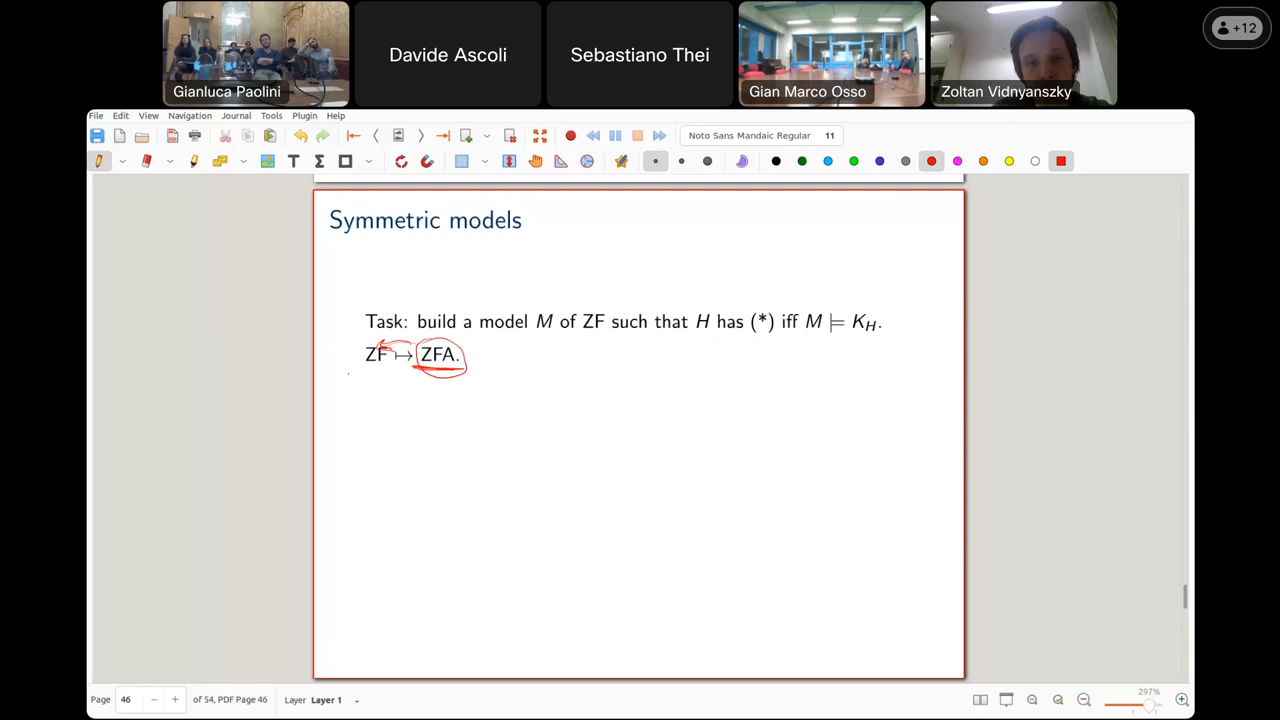 Gianluca Paolini
Davide Ascoli
Sebastiano Thei
Gian Marco Osso
Zoltan Vidnyanszky
+12
File Edit View Navigation Journal Tools Plugin Help
Noto Sans Mandaic Regular 11
Symmetric models
Task: build a model M of ZF such that H has (*) iff M ⊨ K_H.
ZF ↦ ZFA.
Page 46 of 54, PDF Page 46 Layer Layer 1
297%